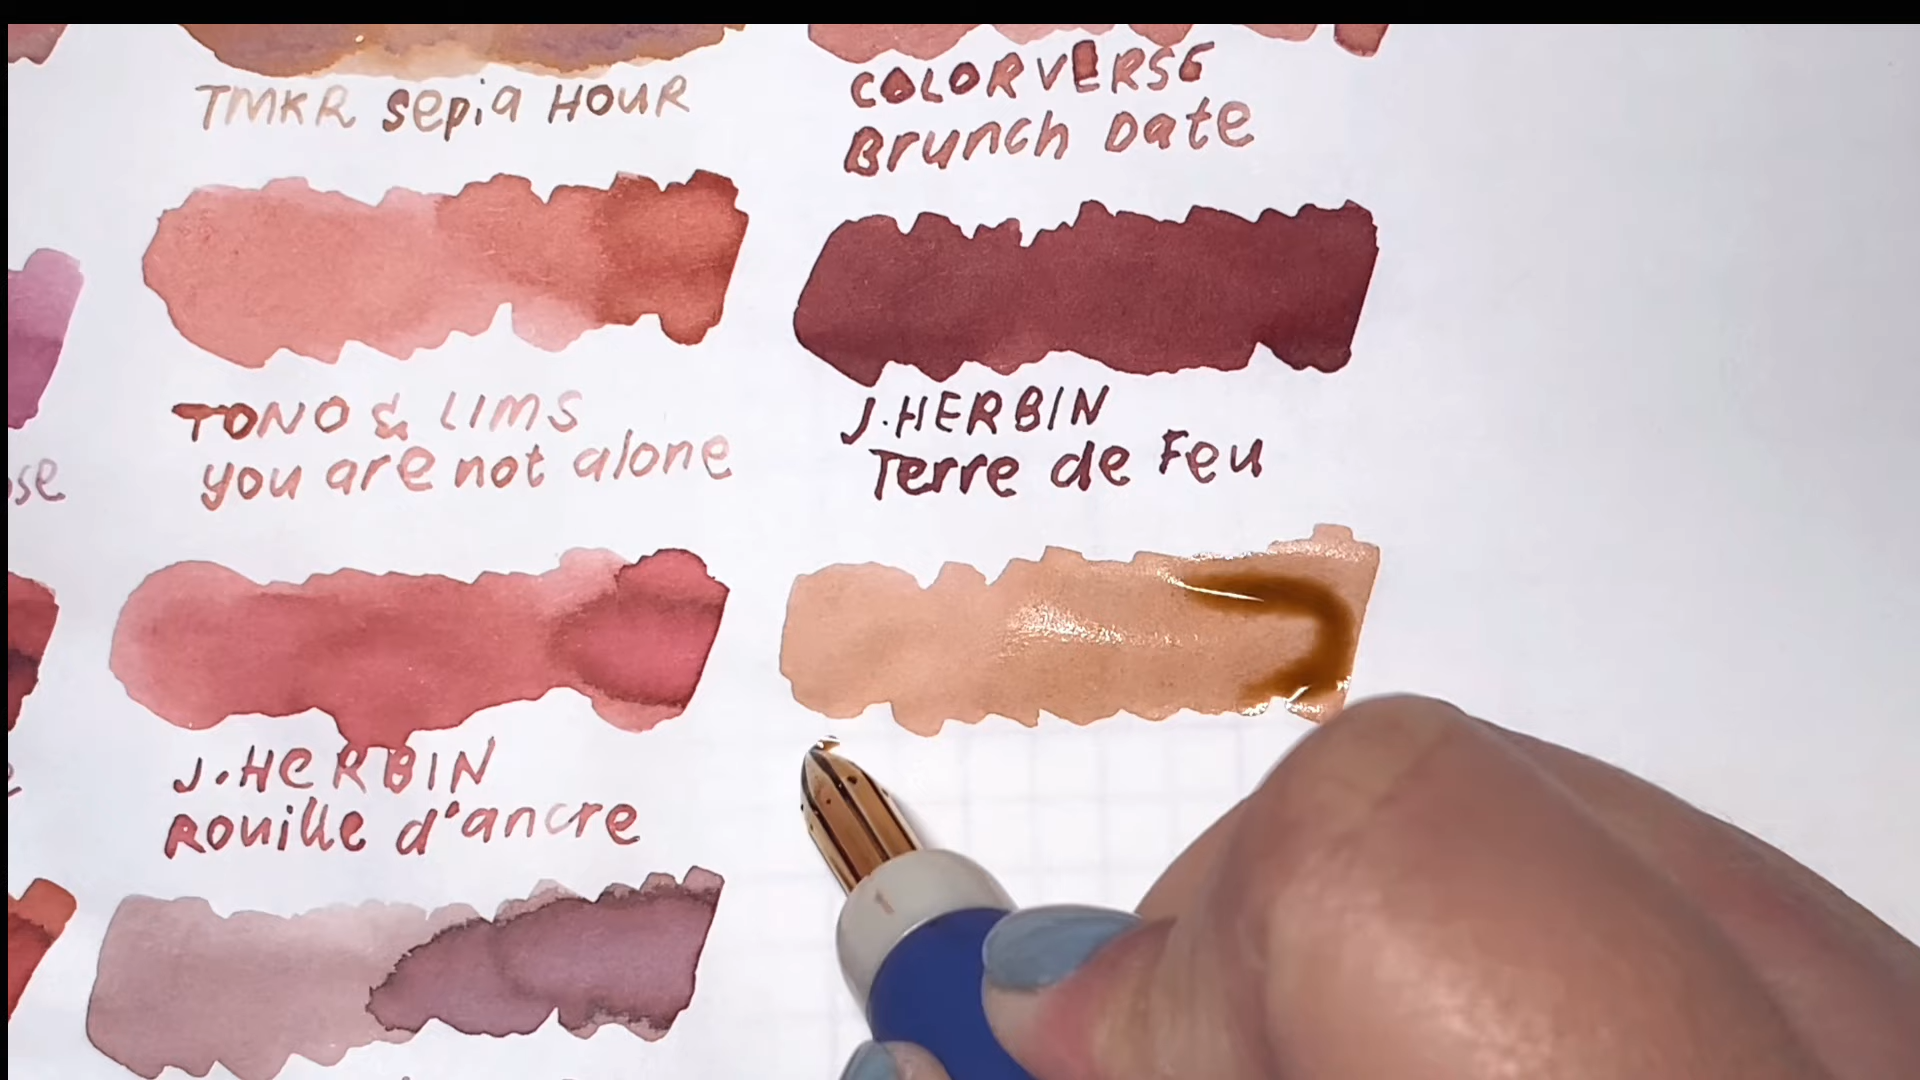 TMKR sepia HOUR
COLORVERSE
Brunch Date
TONO & LIMS
you are not alone
J.HERBIN
Terre de Feu
J.HERBIN
Rouille d'ancre